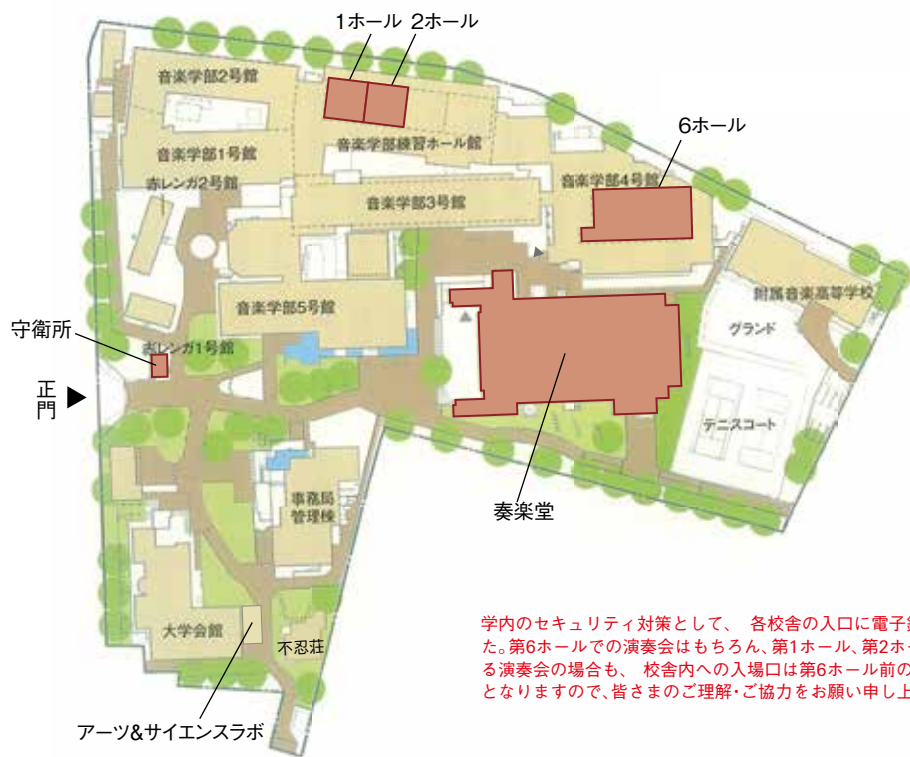 1ホール 2ホール
音楽学部2号館
6ホール
音楽学部1号館
音楽学部練習ホール館
赤レンガ2号館
音楽学部4号館
音楽学部3号館
附属音楽高等学校
音楽学部5号館
グランド
守衛所
赤レンガ1号館
正門
テニスコート
事務局
管理棟
奏楽堂
大学会館
不忍荘
アーツ&サイエンスラボ
学内のセキュリティ対策として、 各校舎の入口に電子
た。第6ホールでの演奏会はもちろん、第1ホール、第2ホ
る演奏会の場合も、 校舎内への入場口は第6ホール前の
となりますので、皆さまのご理解・ご協力をお願い申し上